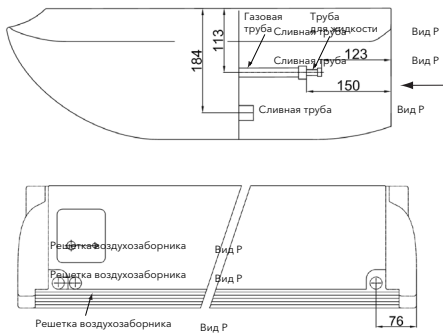 Газовая труба
Труба для жидкости
Сливная труба
Вид Р
Сливная труба
Вид Р
113
184
123
150
Сливная труба
Вид Р
Решетка воздухозаборника
Вид Р
Решетка воздухозаборника
Вид Р
Решетка воздухозаборника
Вид Р
76